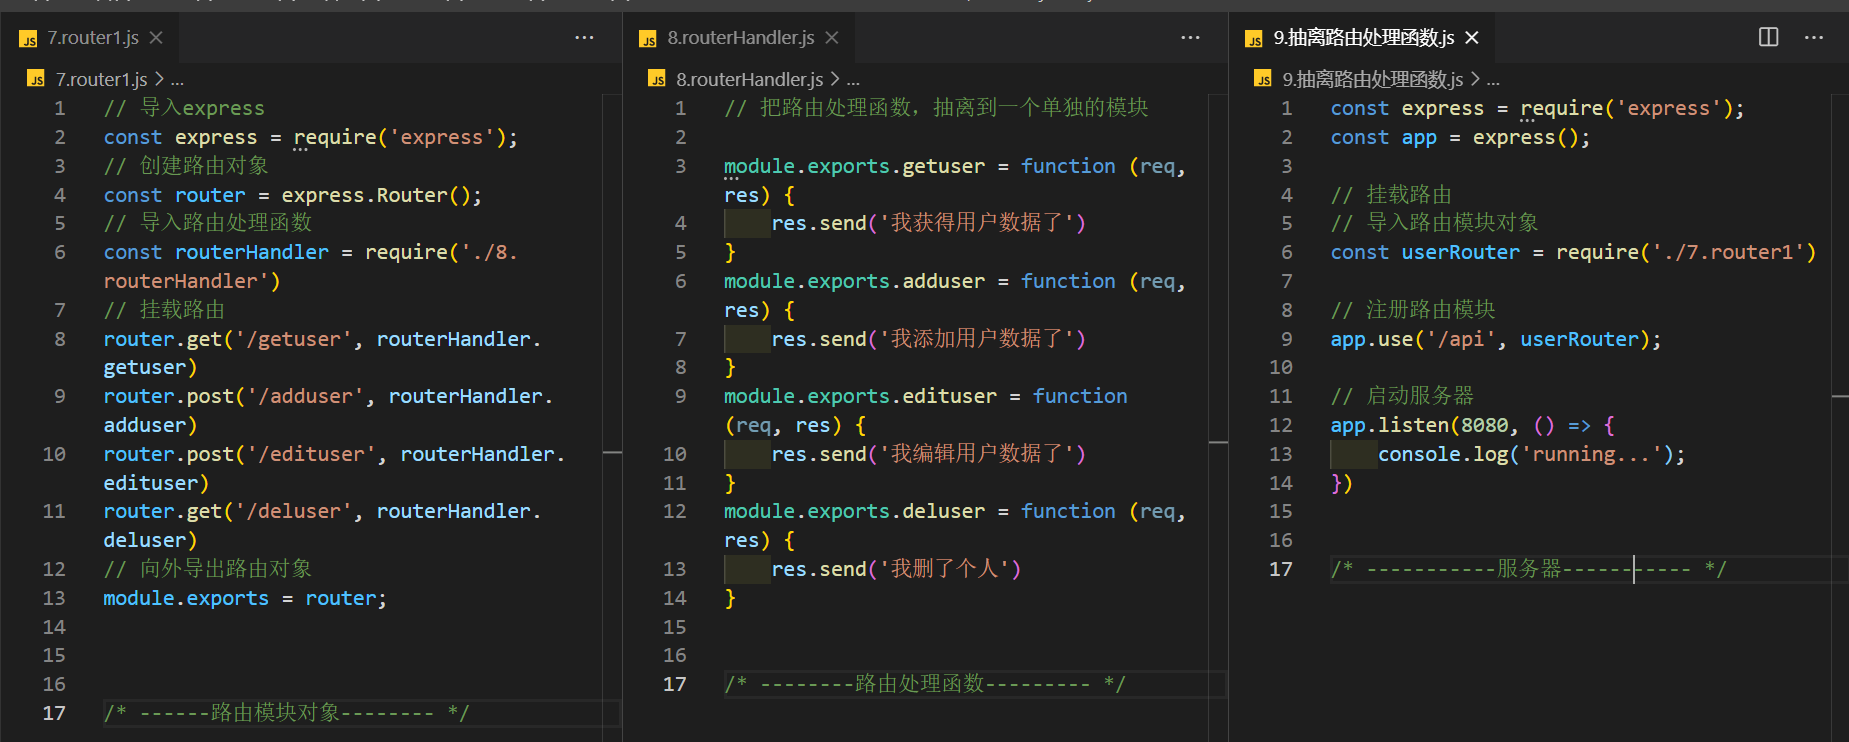 7.router1.js
7.router1.js > ...
1 // 导入express
2 const express = require('express');
3 // 创建路由对象
4 const router = express.Router();
5 // 导入路由处理函数
6 const routerHandler = require('./8.
routerHandler')
7 // 挂载路由
8 router.get('/getuser', routerHandler.
getuser)
9 router.post('/adduser', routerHandler.
adduser)
10 router.post('/edituser', routerHandler.
edituser)
11 router.get('/deluser', routerHandler.
deluser)
12 // 向外导出路由对象
13 module.exports = router;
14
15
16
17 /* ------路由模块对象-------- */
8.routerHandler.js
8.routerHandler.js > ...
1 // 把路由处理函数，抽离到一个单独的模块
2
3 module.exports.getuser = function (req,
res) {
4 res.send('我获得用户数据了')
5 }
6 module.exports.adduser = function (req,
res) {
7 res.send('我添加用户数据了')
8 }
9 module.exports.edituser = function
(req, res) {
10 res.send('我编辑用户数据了')
11 }
12 module.exports.deluser = function (req,
res) {
13 res.send('我删了个人')
14 }
15
16
17 /* --------路由处理函数--------- */
9.抽离路由处理函数.js
9.抽离路由处理函数.js > ...
1 const express = require('express');
2 const app = express();
3
4 // 挂载路由
5 // 导入路由模块对象
6 const userRouter = require('./7.router1')
7
8 // 注册路由模块
9 app.use('/api', userRouter);
10
11 // 启动服务器
12 app.listen(8080, () => {
13 console.log('running...');
14 })
15
16
17 /* -----------服务器----------- */